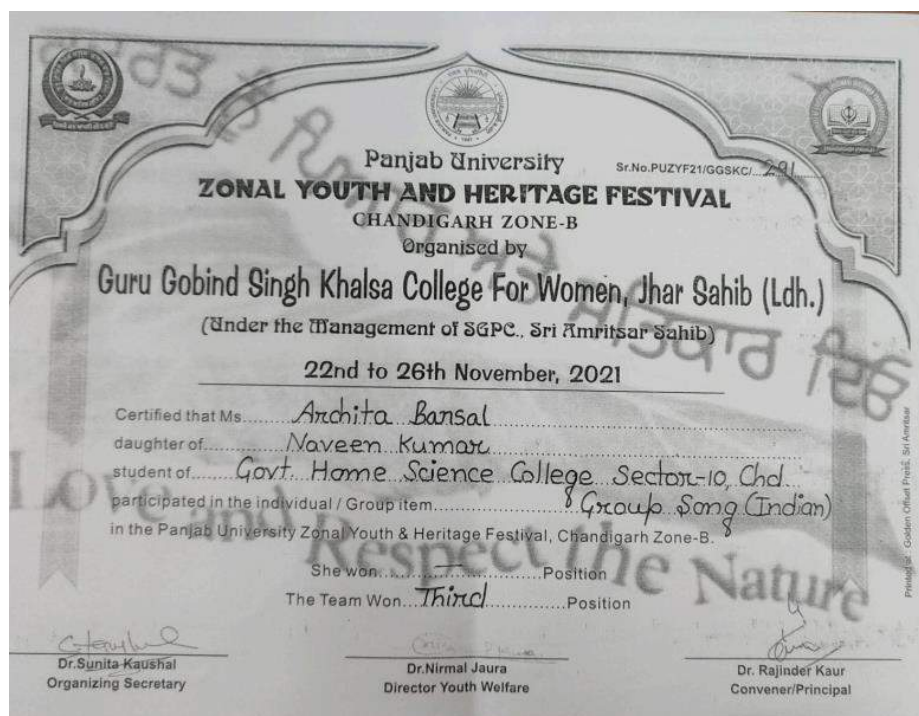 Panjab University
Sr.No.PUZYF21/GGSKC/...291......
ZONAL YOUTH AND HERITAGE FESTIVAL
CHANDIGARH ZONE-B
Organised by
Guru Gobind Singh Khalsa College For Women, Jhar Sahib (Ldh.)
(Under the Management of SGPC., Sri Amritsar Sahib)
22nd to 26th November, 2021
Certified that Ms......... Archita Bansal
daughter of......... Naveen Kumar
student of........ Govt. Home Science College Sector-10, Chd...
participated in the individual / Group item......... Group Song (Indian)
in the Panjab University Zonal Youth & Heritage Festival, Chandigarh Zone-B.
She won......... — .........Position
The Team Won...Third.........Position
ਅਤੇ ਸਤਿਕਾਰ ਦਿਓ
Love and Respect the Nature
Dr.Sunita Kaushal
Organizing Secretary
Dr.Nirmal Jaura
Director Youth Welfare
Dr. Rajinder Kaur
Convener/Principal
Printed at : Golden Offset Press, Sri Amritsar